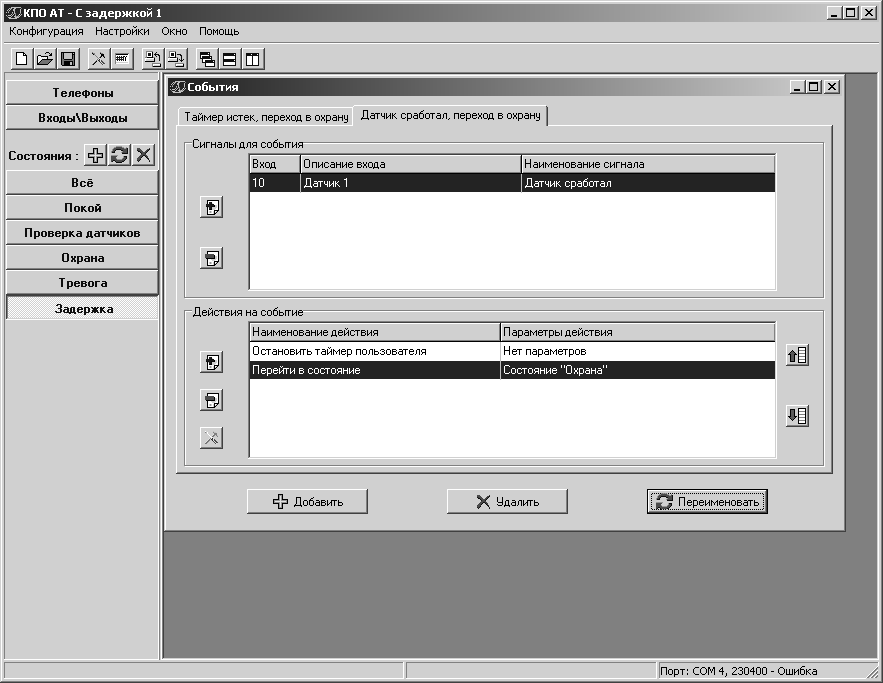 КПО АТ - С задержкой 1
Конфигурация Настройки Окно Помощь
Телефоны
Входы\Выходы
Состояния :
Всё
Покой
Проверка датчиков
Охрана
Тревога
Задержка
События
Таймер истек, переход в охрану Датчик сработал, переход в охрану
Сигналы для события
Вход Описание входа Наименование сигнала
10 Датчик 1 Датчик сработал
Действия на событие
Наименование действия Параметры действия
Остановить таймер пользователя Нет параметров
Перейти в состояние Состояние "Охрана"
Добавить Удалить Переименовать
Порт: COM 4, 230400 - Ошибка